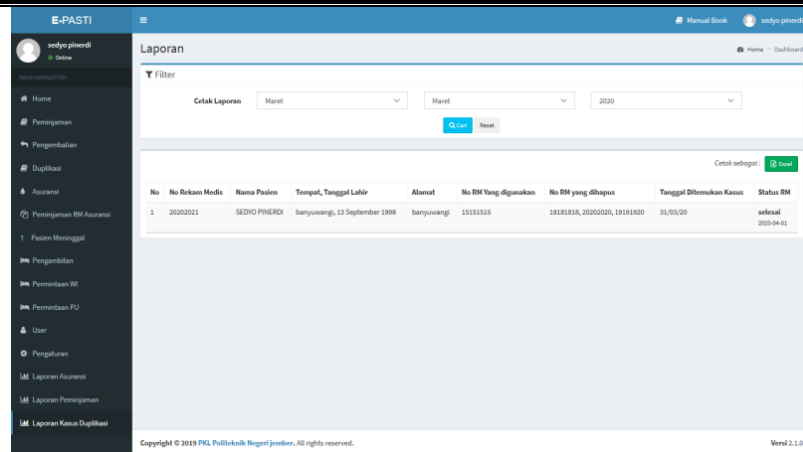 E-PASTI
Manual Book
sedyo pinerdi
sedyo pinerdi
Online
MAIN NAVIGATION
Home
Peminjaman
Pengembalian
Duplikasi
Asuransi
Peminjaman RM Asuransi
Pasien Meninggal
Pengambilan
Permintaan WI
Permintaan PU
User
Pengaturan
Laporan Asuransi
Laporan Peminjaman
Laporan Kasus Duplikasi
Laporan
Home > Dashboard
Filter
Cetak Laporan Maret Maret 2020
Cari Reset
Cetak sebagai : Excel
No No Rekam Medis Nama Pasien Tempat, Tanggal Lahir Alamat No RM Yang digunakan No RM yang dihapus Tanggal Ditemukan Kasus Status RM
1 20202021 SEDYO PINERDI banyuwangi, 13 September 1998 banyuwangi 15151515 18181818, 20202020, 19191920 31/03/20 selesai
2020-04-01
Copyright © 2019 PKL Politeknik Negeri jember. All rights reserved.
Versi 2.1.0